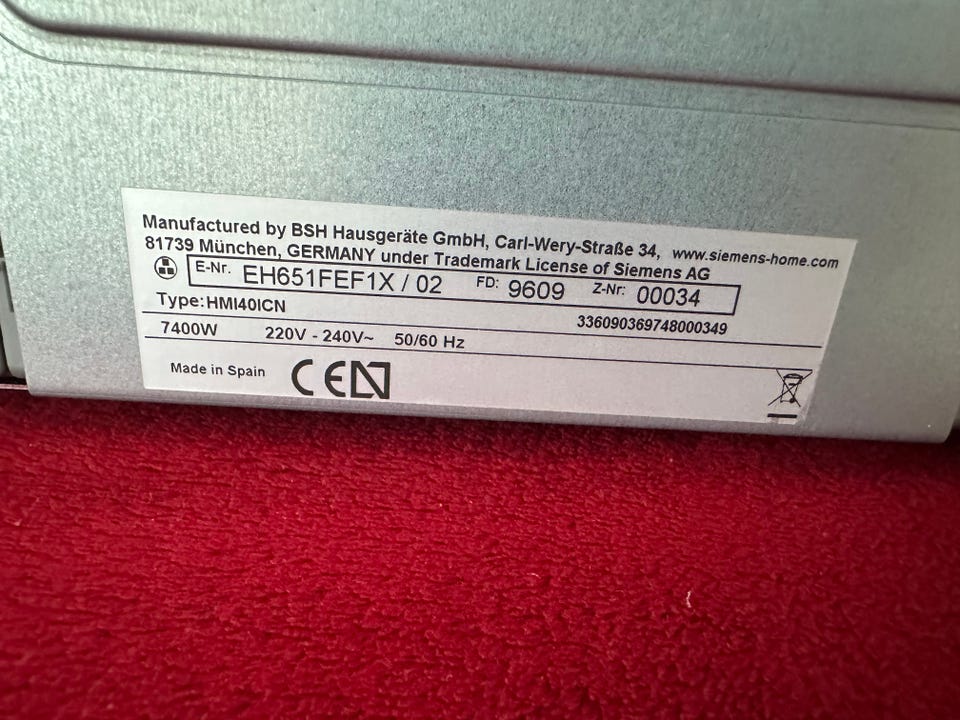 Manufactured by BSH Hausgeräte GmbH, Carl-Wery-Straße 34, www.siemens-home.com
81739 München, GERMANY under Trademark License of Siemens AG
E-Nr. EH651FEF1X / 02 FD: 9609 Z-Nr: 00034
Type:HMI40ICN 336090369748000349
7400W 220V - 240V~ 50/60 Hz
Made in Spain CE N